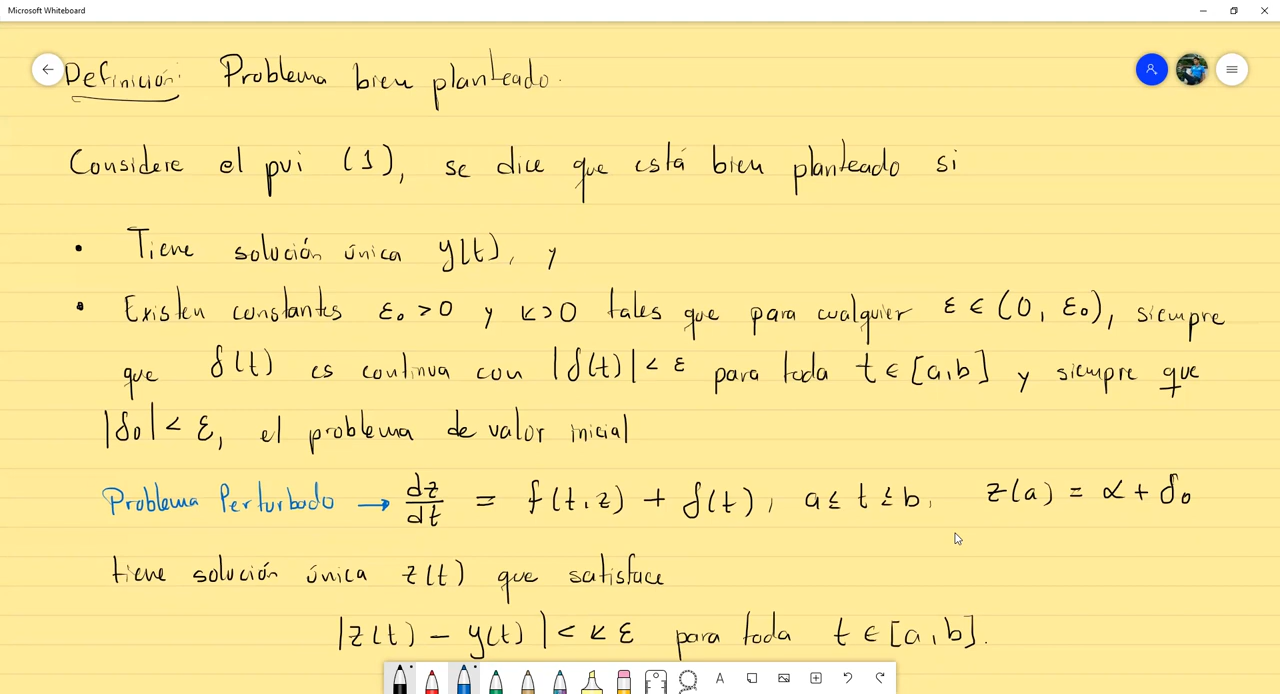 Microsoft Whiteboard
Definición: Problema bien planteado.
Considere el pvi (1), se dice que está bien planteado si
• Tiene solución única y(t), y
• Existen constantes ε₀ > 0 y k > 0 tales que para cualquier ε ∈ (0, ε₀), siempre
que δ(t) es continua con |δ(t)| < ε para toda t ∈ [a,b] y siempre que
|δ₀| < ε, el problema de valor inicial
Problema Perturbado → dz/dt = f(t,z) + δ(t), a ≤ t ≤ b, z(a) = α + δ₀
tiene solución única z(t) que satisface
|z(t) - y(t)| < k ε para toda t ∈ [a,b].